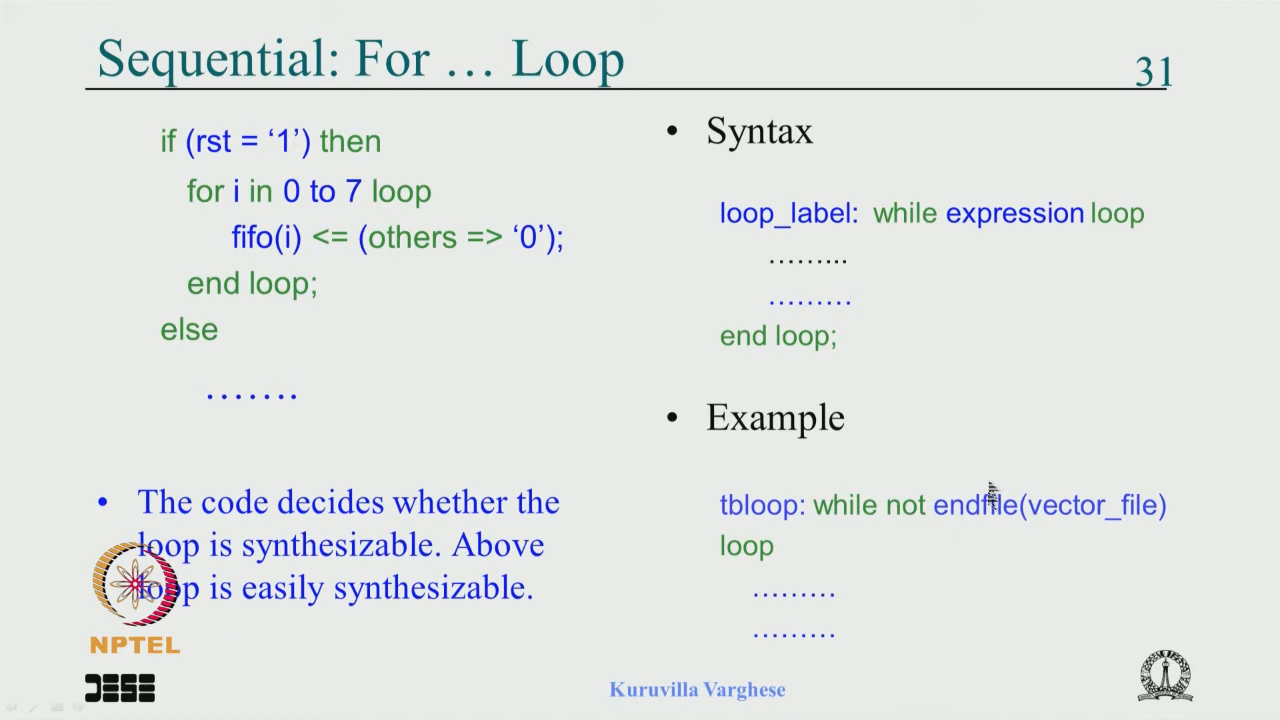 Sequential: For … Loop
31
if (rst = ‘1’) then
for i in 0 to 7 loop
fifo(i) <= (others => ‘0’);
end loop;
else
…….
• The code decides whether the
loop is synthesizable. Above
loop is easily synthesizable.
• Syntax
loop_label: while expression loop
……...
………
end loop;
• Example
tbloop: while not endfile(vector_file)
loop
………
………
NPTEL
DESE
Kuruvilla Varghese